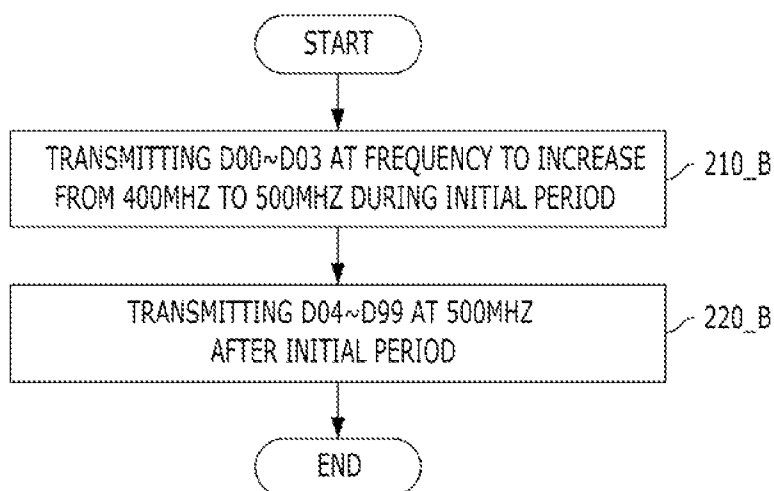 START
TRANSMITTING D00~D03 AT FREQUENCY TO INCREASE
FROM 400MHZ TO 500MHZ DURING INITIAL PERIOD
210_B
TRANSMITTING D04~D99 AT 500MHZ
AFTER INITIAL PERIOD
220_B
END